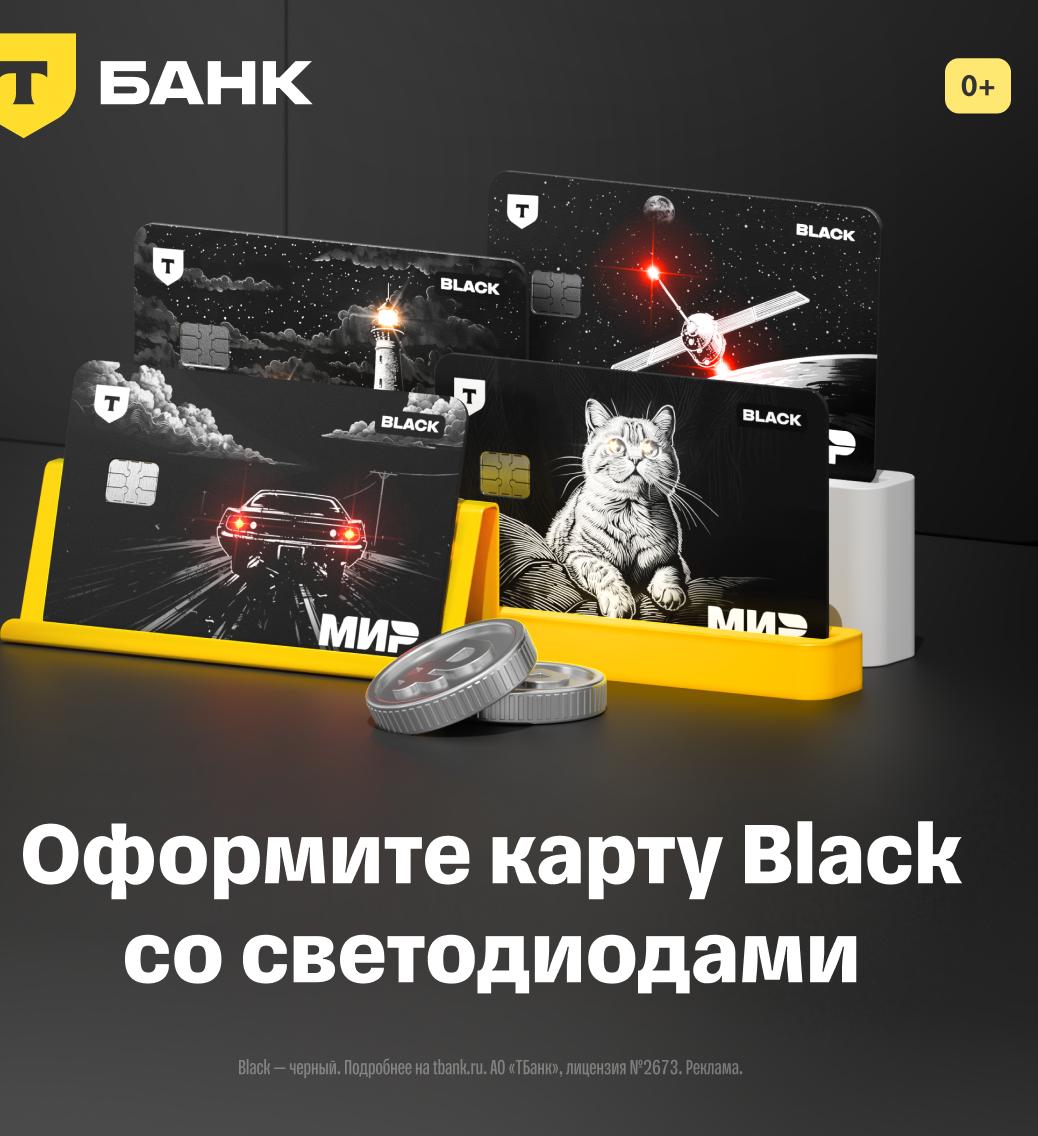 Т БАНК
0+
Т
BLACK
Т
BLACK
Т
BLACK
МИР
Т
BLACK
МИР
Оформите карту Black
со светодиодами
Black — черный. Подробнее на tbank.ru. АО «ТБанк», лицензия №2673. Реклама.